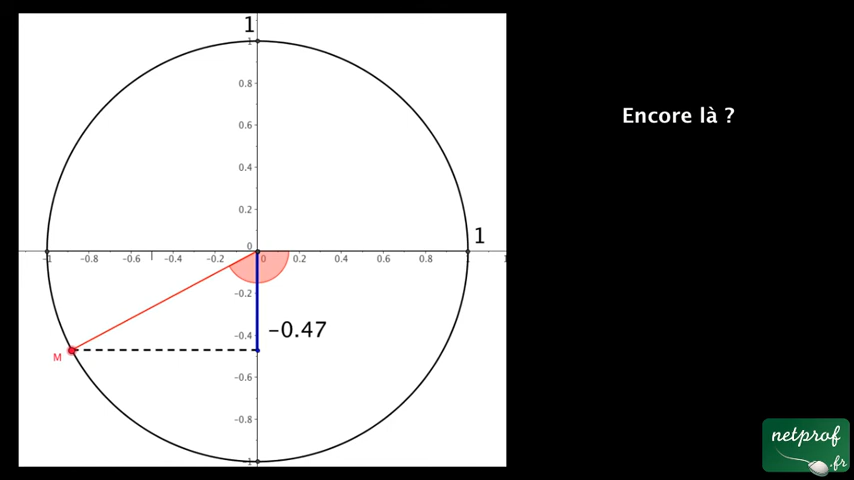 1
1
0.8
0.6
0.4
0.2
0
1
-1 -0.8 -0.6 -0.4 -0.2 0 0.2 0.4 0.6 0.8 1 1
-0.2
-0.4
-0.6
-0.8
-1
-0.47
M
Encore là ?
netprof
.fr